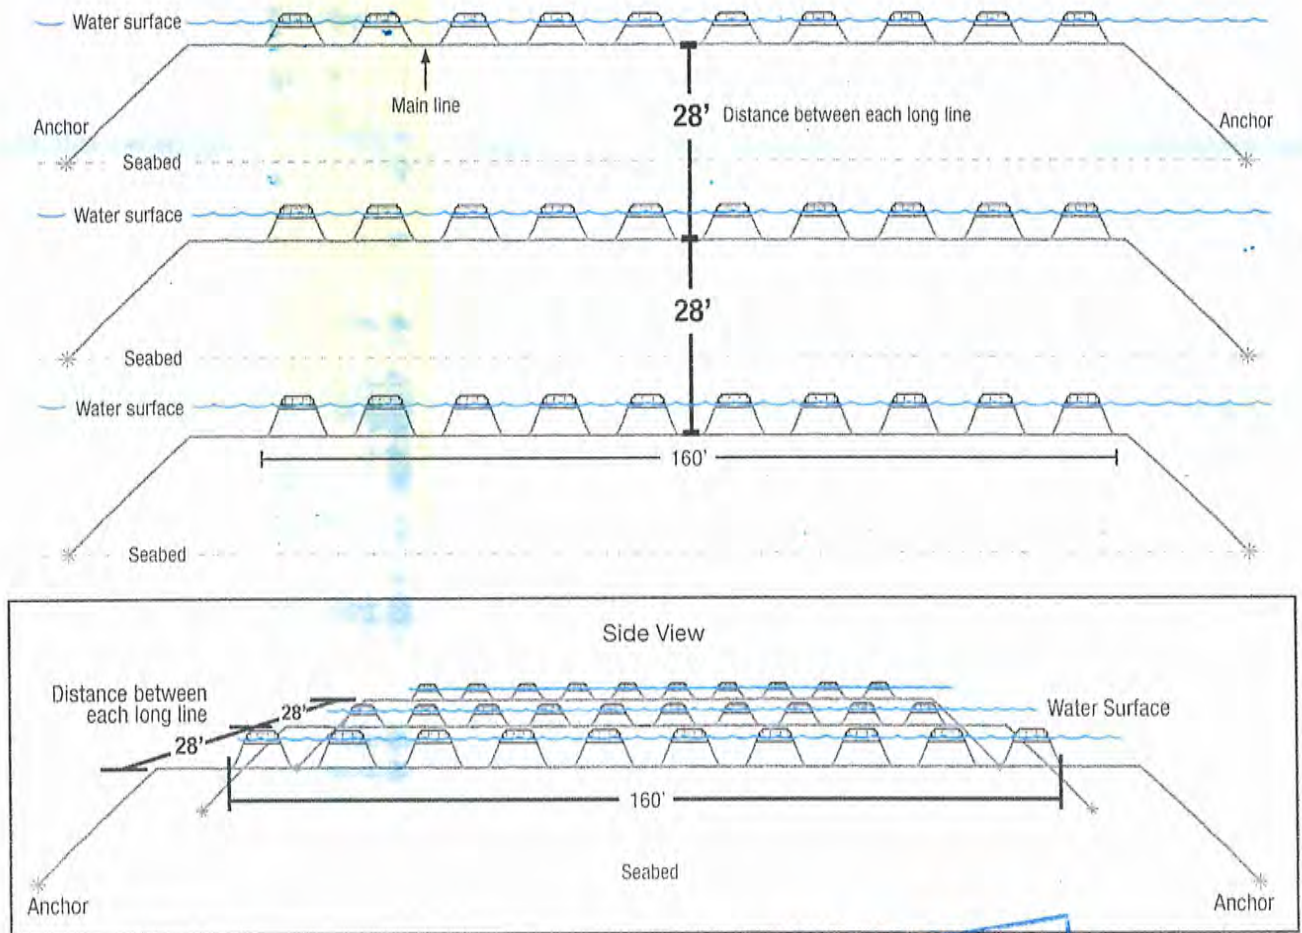 Water surface
Main line
28' Distance between each long line
Anchor
Anchor
Seabed
Water surface
28'
Seabed
Water surface
160'
Seabed
Side View
Distance between
each long line
28'
28'
Water Surface
160'
Seabed
Anchor
Anchor